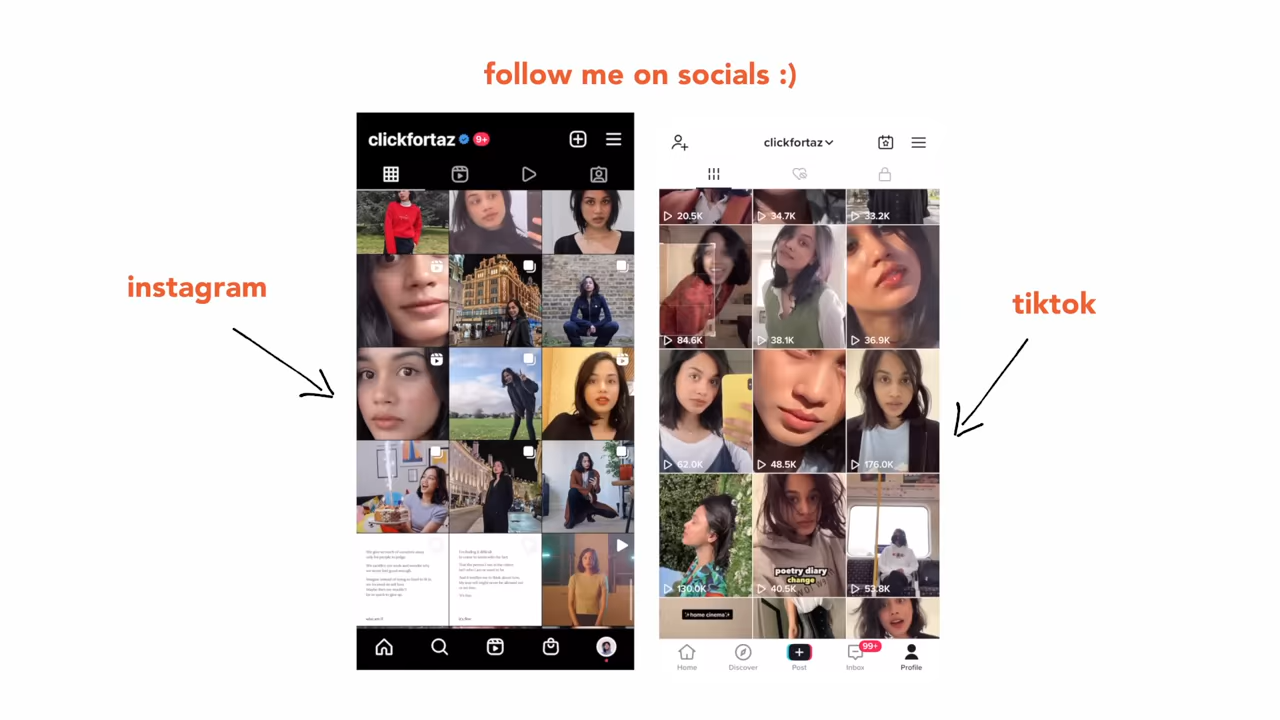 follow me on socials :)
instagram
tiktok
clickfortaz 9+
clickfortaz
20.5K 34.7K 33.2K
84.6K 38.1K 36.9K
62.0K 48.5K 176.0K
130.0K 40.5K 53.8K
poetry diary
change
home cinema
99+
Home Discover Post Inbox Profile